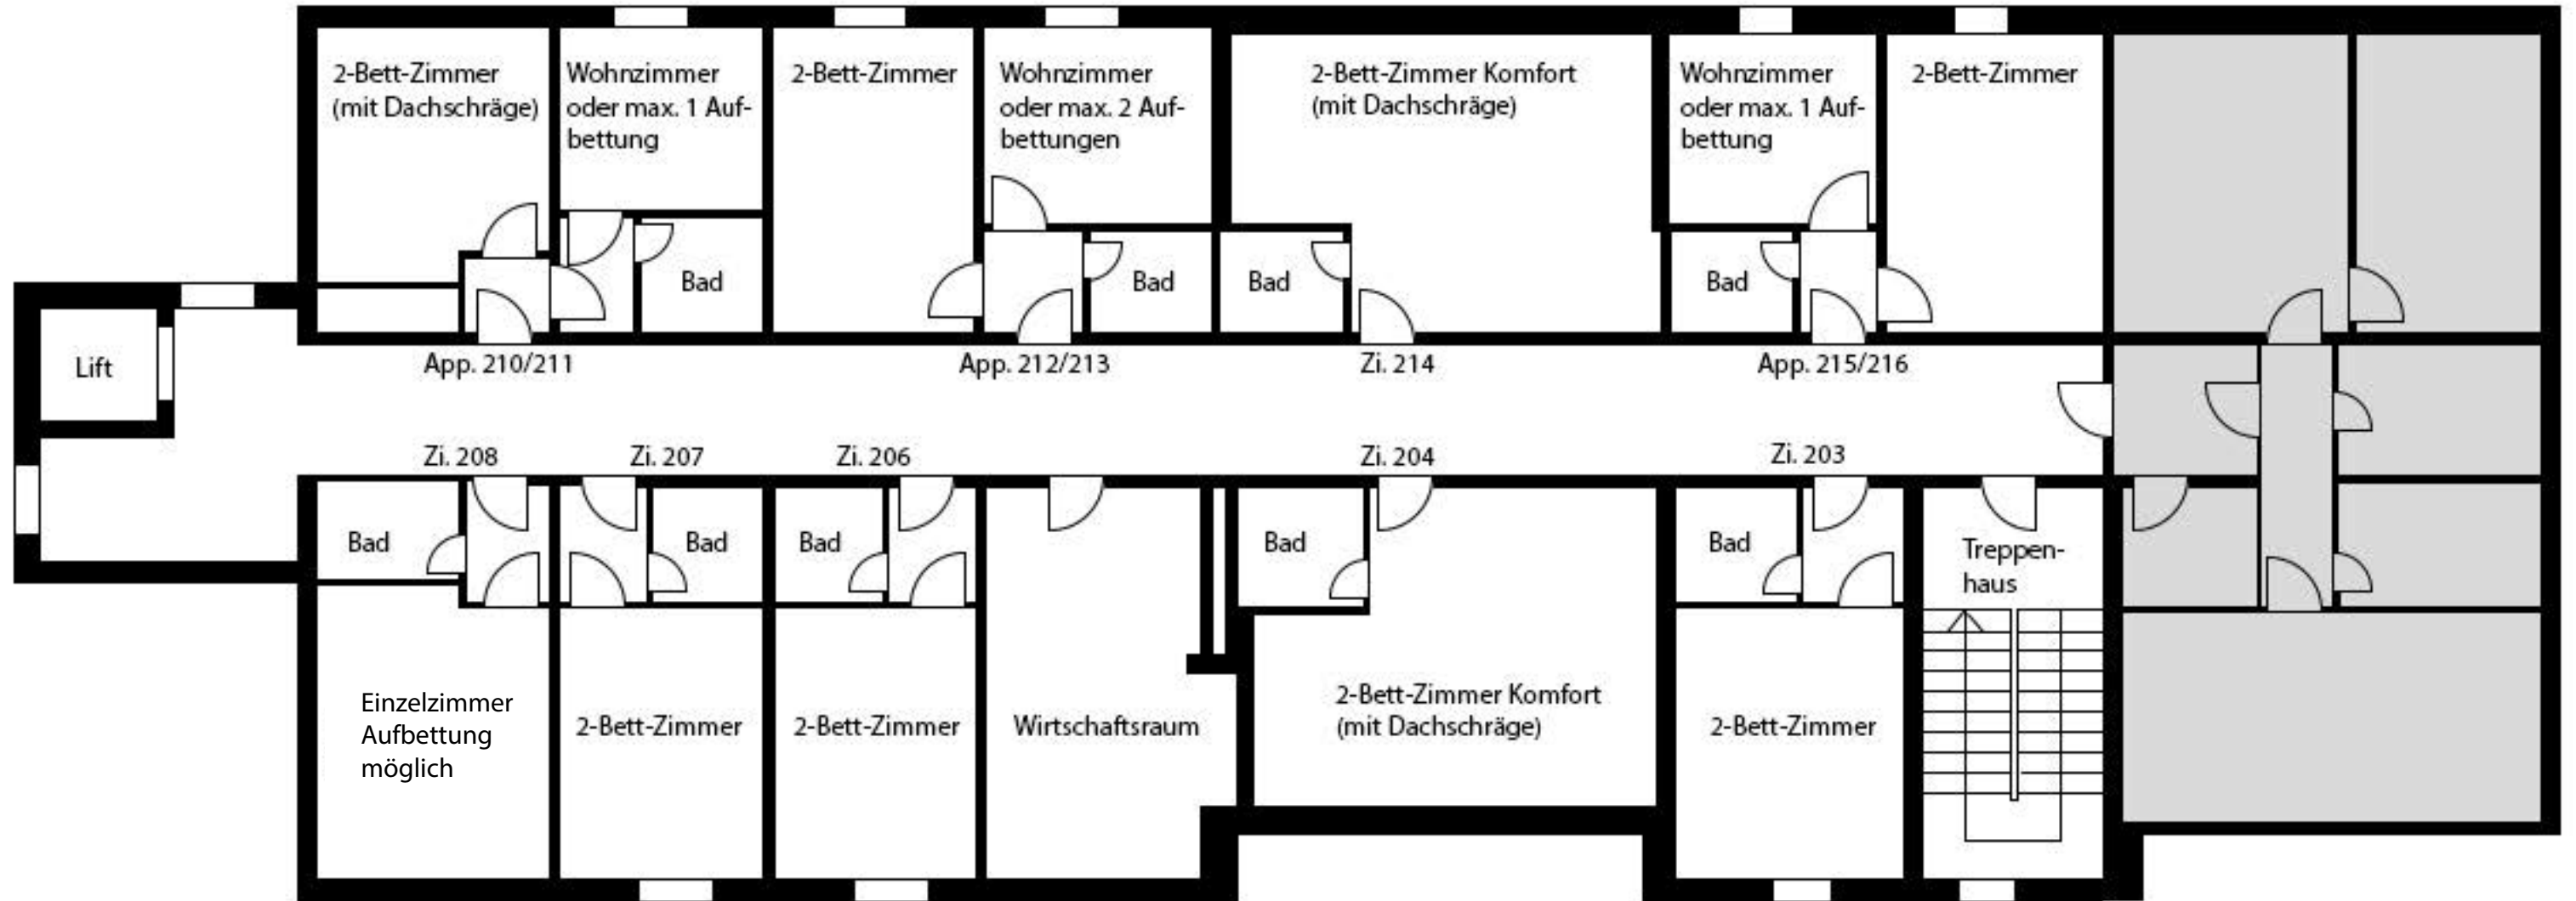 2-Bett-Zimmer
(mit Dachschräge)
Wohnzimmer
oder max. 1 Auf-
bettung
2-Bett-Zimmer
Wohnzimmer
oder max. 2 Auf-
bettungen
2-Bett-Zimmer Komfort
(mit Dachschräge)
Wohnzimmer
oder max. 1 Auf-
bettung
2-Bett-Zimmer
Bad
Bad
Bad
Bad
Lift
App. 210/211
App. 212/213
Zi. 214
App. 215/216
Zi. 208
Zi. 207
Zi. 206
Zi. 204
Zi. 203
Bad
Bad
Bad
Bad
Bad
Treppen-
haus
Einzelzimmer
Aufbettung
möglich
2-Bett-Zimmer
2-Bett-Zimmer
Wirtschaftsraum
2-Bett-Zimmer Komfort
(mit Dachschräge)
2-Bett-Zimmer